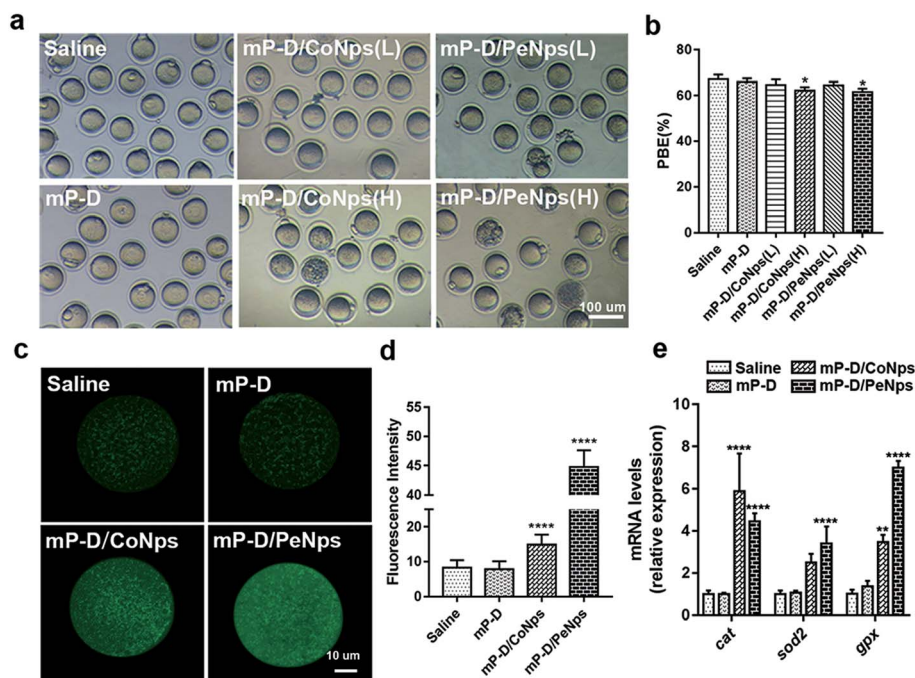 a
Saline
mP-D/CoNps(L)
mP-D/PeNps(L)
mP-D
mP-D/CoNps(H)
mP-D/PeNps(H)
100 um
b
PBE(%)
80
60
40
20
0
Saline
mP-D
mP-D/CoNps(L)
*
mP-D/CoNps(H)
mP-D/PeNps(L)
*
mP-D/PeNps(H)
c
Saline
mP-D
mP-D/CoNps
mP-D/PeNps
10 um
d
Fluorescence Intensity
55
50
45
40
20
10
0
****
****
Saline
mP-D
mP-D/CoNps
mP-D/PeNps
e
Saline
mP-D/CoNps
mP-D
mP-D/PeNps
mRNA levels
(relative expression)
8
6
4
2
0
****
****
****
**
****
cat
sod2
gpx